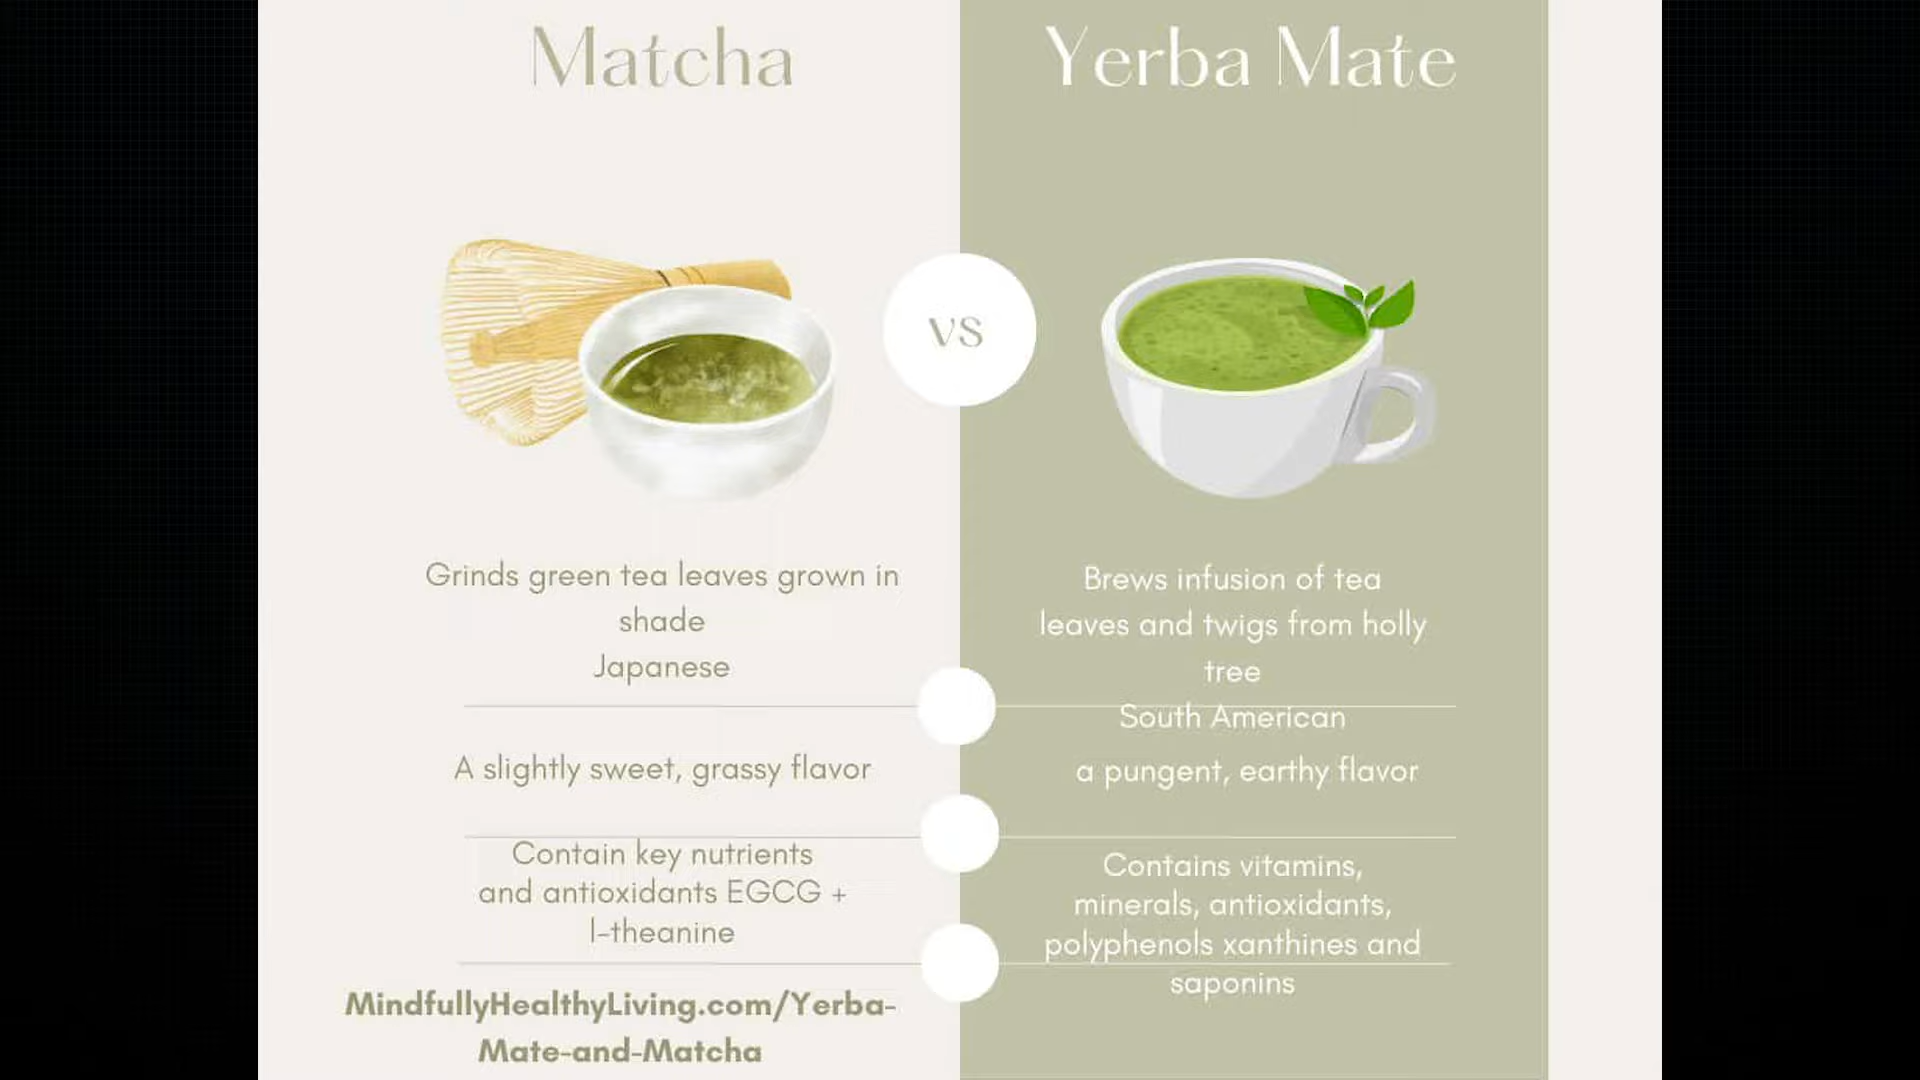 Matcha
Yerba Mate
VS
Grinds green tea leaves grown in
shade
Japanese
Brews infusion of tea
leaves and twigs from holly
tree
South American
A slightly sweet, grassy flavor
a pungent, earthy flavor
Contain key nutrients
and antioxidants EGCG +
l-theanine
Contains vitamins,
minerals, antioxidants,
polyphenols xanthines and
saponins
MindfullyHealthyLiving.com/Yerba-
Mate-and-Matcha